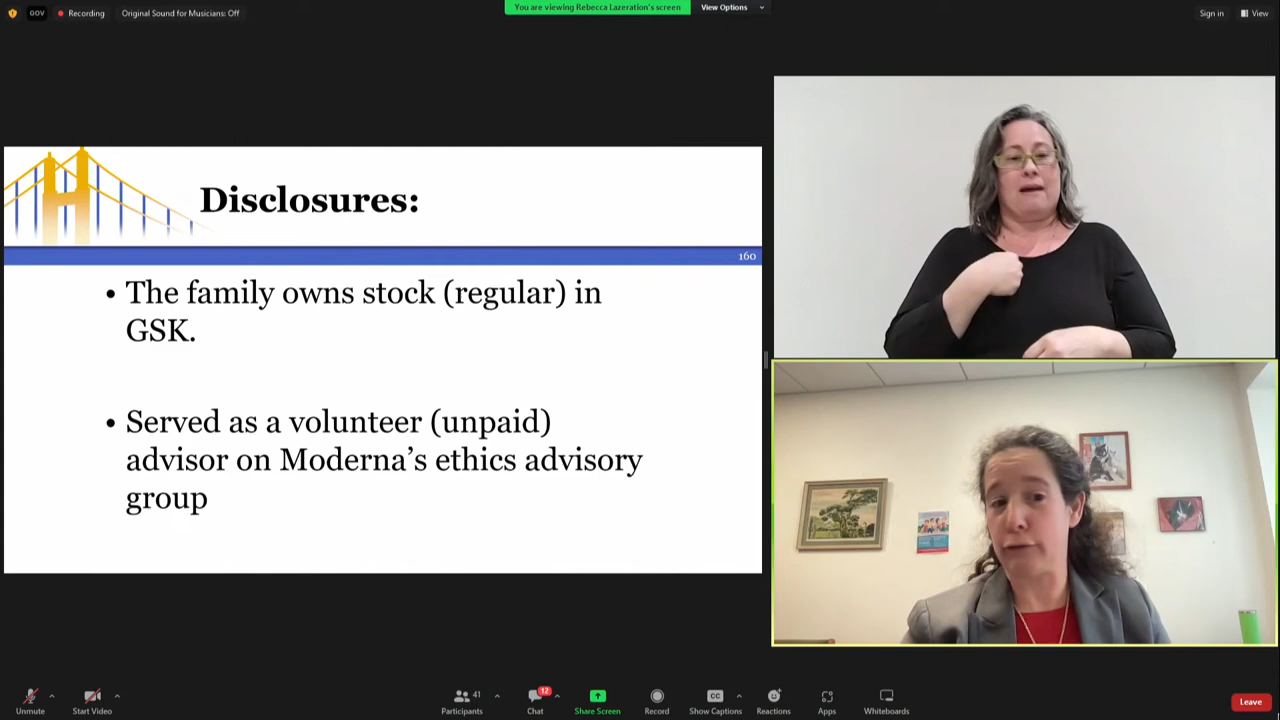 GOV
Recording
Original Sound for Musicians: Off
You are viewing Rebecca Lazeration's screen
View Options
Sign in
View
Disclosures:
160
• The family owns stock (regular) in
GSK.
• Served as a volunteer (unpaid)
advisor on Moderna's ethics advisory
group
Unmute
Start Video
41
Participants
12
Chat
Share Screen
Record
CC
Show Captions
Reactions
Apps
Whiteboards
Leave